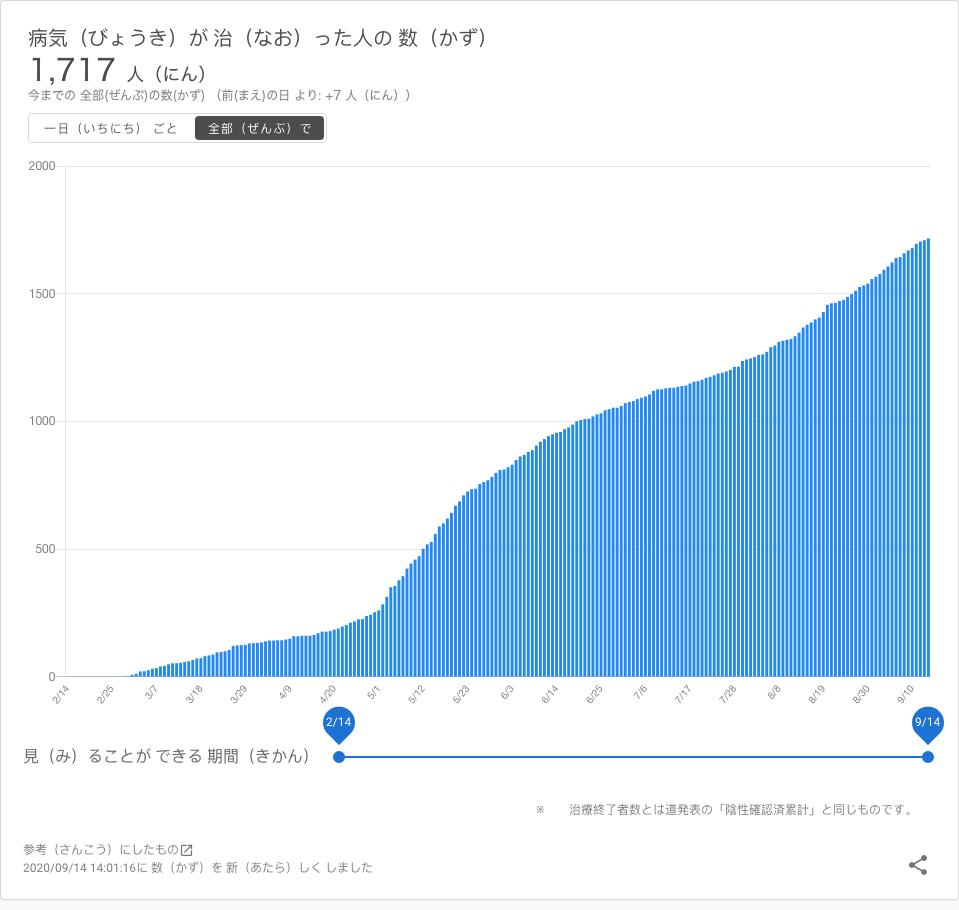 病気（びょうき）が 治（なお）った人の 数（かず）
1,717 人（にん）
今までの 全部(ぜんぶ)の数(かず) （前(まえ)の日 より: +7 人（にん））
一日（いちにち） ごと 全部（ぜんぶ）で
2000
1500
1000
500
0
2/14 2/25 3/7 3/18 3/29 4/9 4/20 5/1 5/12 5/23 6/3 6/14 6/25 7/6 7/17 7/28 8/8 8/19 8/30 9/10
2/14 9/14
見（み）ることが できる 期間（きかん）
※ 治療終了者数とは道発表の「陰性確認済累計」と同じものです。
参考（さんこう）にしたもの
2020/09/14 14:01:16に 数（かず）を 新（あたら）しく しました